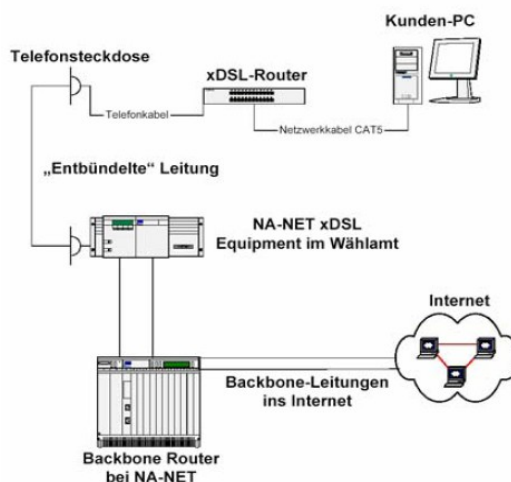 Kunden-PC
Telefonsteckdose
xDSL-Router
Telefonkabel
Netzwerkkabel CAT5
„Entbündelte“ Leitung
NA-NET xDSL
Equipment im Wählamt
Internet
Backbone-Leitungen
ins Internet
Backbone Router
bei NA-NET